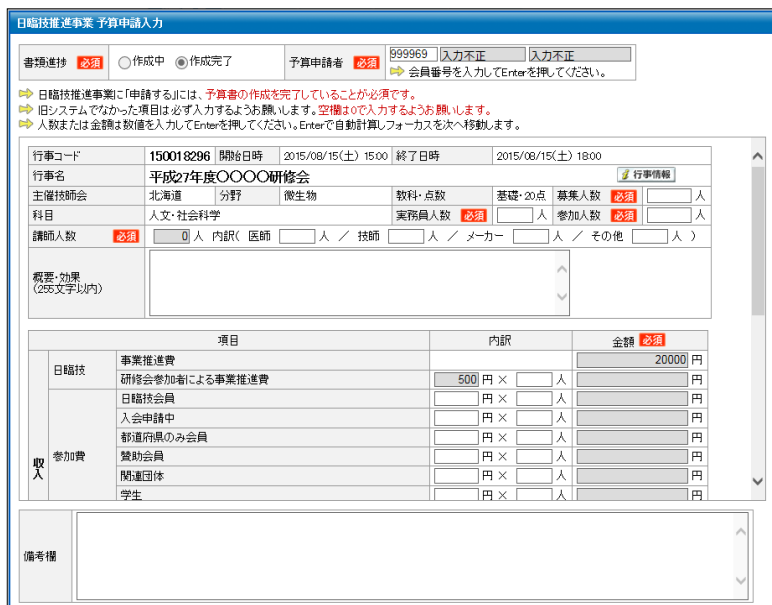 日臨技推進事業 予算申請入力
書類進捗 必須 作成中 作成完了 予算申請者 必須 999969 入力不正 入力不正
会員番号を入力してEnterを押してください。
日臨技推進事業に「申請する」には、予算書の作成を完了していることが必須です。
旧システムでなかった項目は必ず入力するようお願いします。空欄は0で入力するようお願いします。
人数または金額は数値を入力してEnterを押してください。Enterで自動計算しフォーカスを次へ移動します。
行事コード 150018296 開始日時 2015/08/15(土) 15:00 終了日時 2015/08/15(土) 18:00
行事名 平成27年度〇〇〇〇研修会 行事情報
主催技師会 北海道 分野 微生物 教科・点数 基礎・20点 募集人数 必須 人
科目 人文・社会科学 実務員人数 必須 人 参加人数 必須 人
講師人数 必須 0 人 内訳( 医師 人 / 技師 人 / メーカー 人 / その他 人 )
概要・効果
(255文字以内)
項目 内訳 金額 必須
日臨技 事業推進費 20000 円
研修会参加者による事業推進費 500 円 × 人 円
収入 参加費 日臨技会員 円 × 人 円
入会申請中 円 × 人 円
都道府県のみ会員 円 × 人 円
賛助会員 円 × 人 円
関連団体 円 × 人 円
学生 円 × 人 円
備考欄